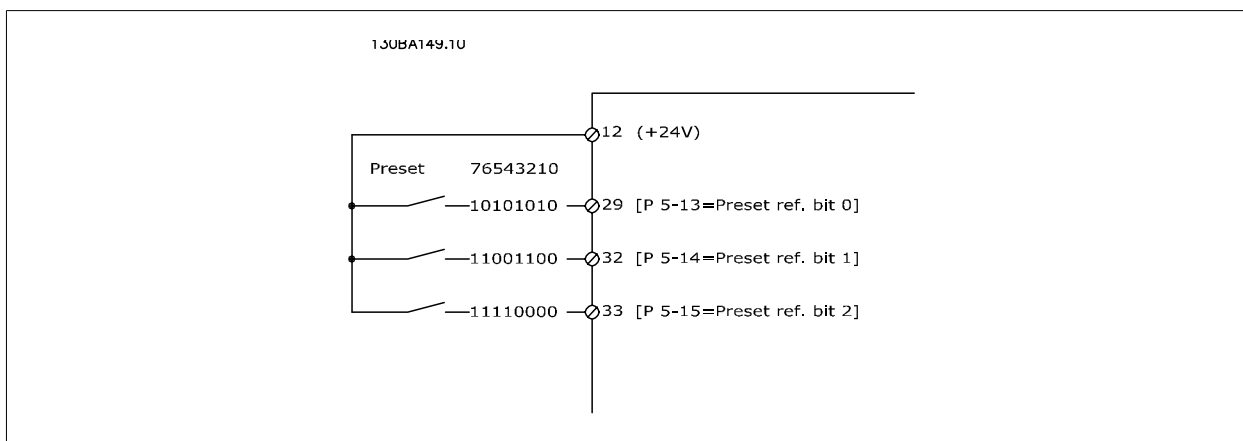 130BA149.10
12 (+24V)
Preset 76543210
10101010 29 [P 5-13=Preset ref. bit 0]
11001100 32 [P 5-14=Preset ref. bit 1]
11110000 33 [P 5-15=Preset ref. bit 2]